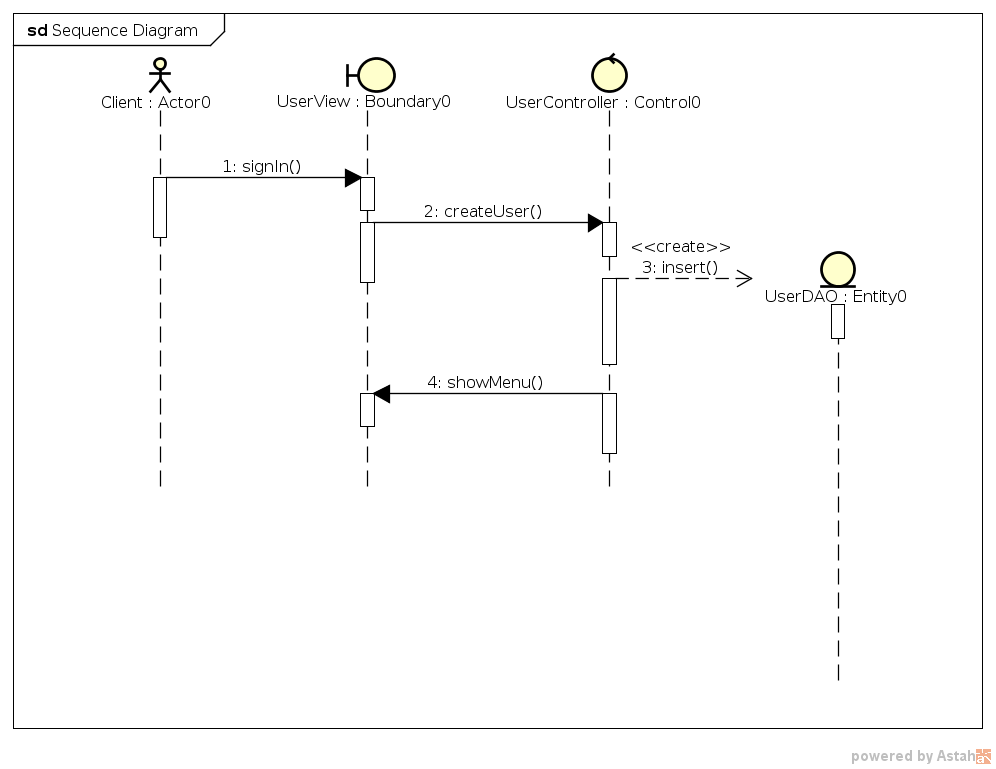 sd Sequence Diagram
Client : Actor0
UserView : Boundary0
UserController : Control0
1: signIn()
2: createUser()
<<create>>
3: insert()
UserDAO : Entity0
4: showMenu()
powered by Astah